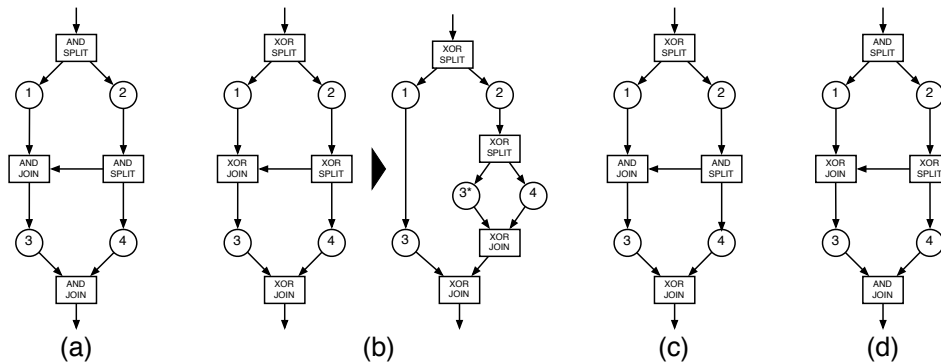 AND
SPLIT
1
2
AND
JOIN
AND
SPLIT
3
4
AND
JOIN
(a)
XOR
SPLIT
1
2
XOR
JOIN
XOR
SPLIT
3
4
XOR
JOIN
XOR
SPLIT
1
2
XOR
SPLIT
3*
4
3
XOR
JOIN
XOR
JOIN
(b)
XOR
SPLIT
1
2
AND
JOIN
AND
SPLIT
3
4
XOR
JOIN
(c)
AND
SPLIT
1
2
XOR
JOIN
XOR
SPLIT
3
4
AND
JOIN
(d)